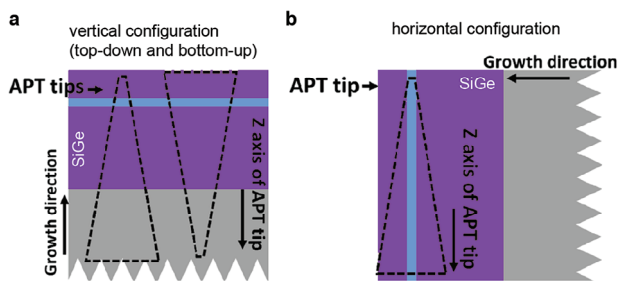 a
vertical configuration
(top-down and bottom-up)
APT tips
SiGe
Growth direction
Z axis of APT
tip
b
horizontal configuration
Growth direction
APT tip
SiGe
Z axis of APT
tip